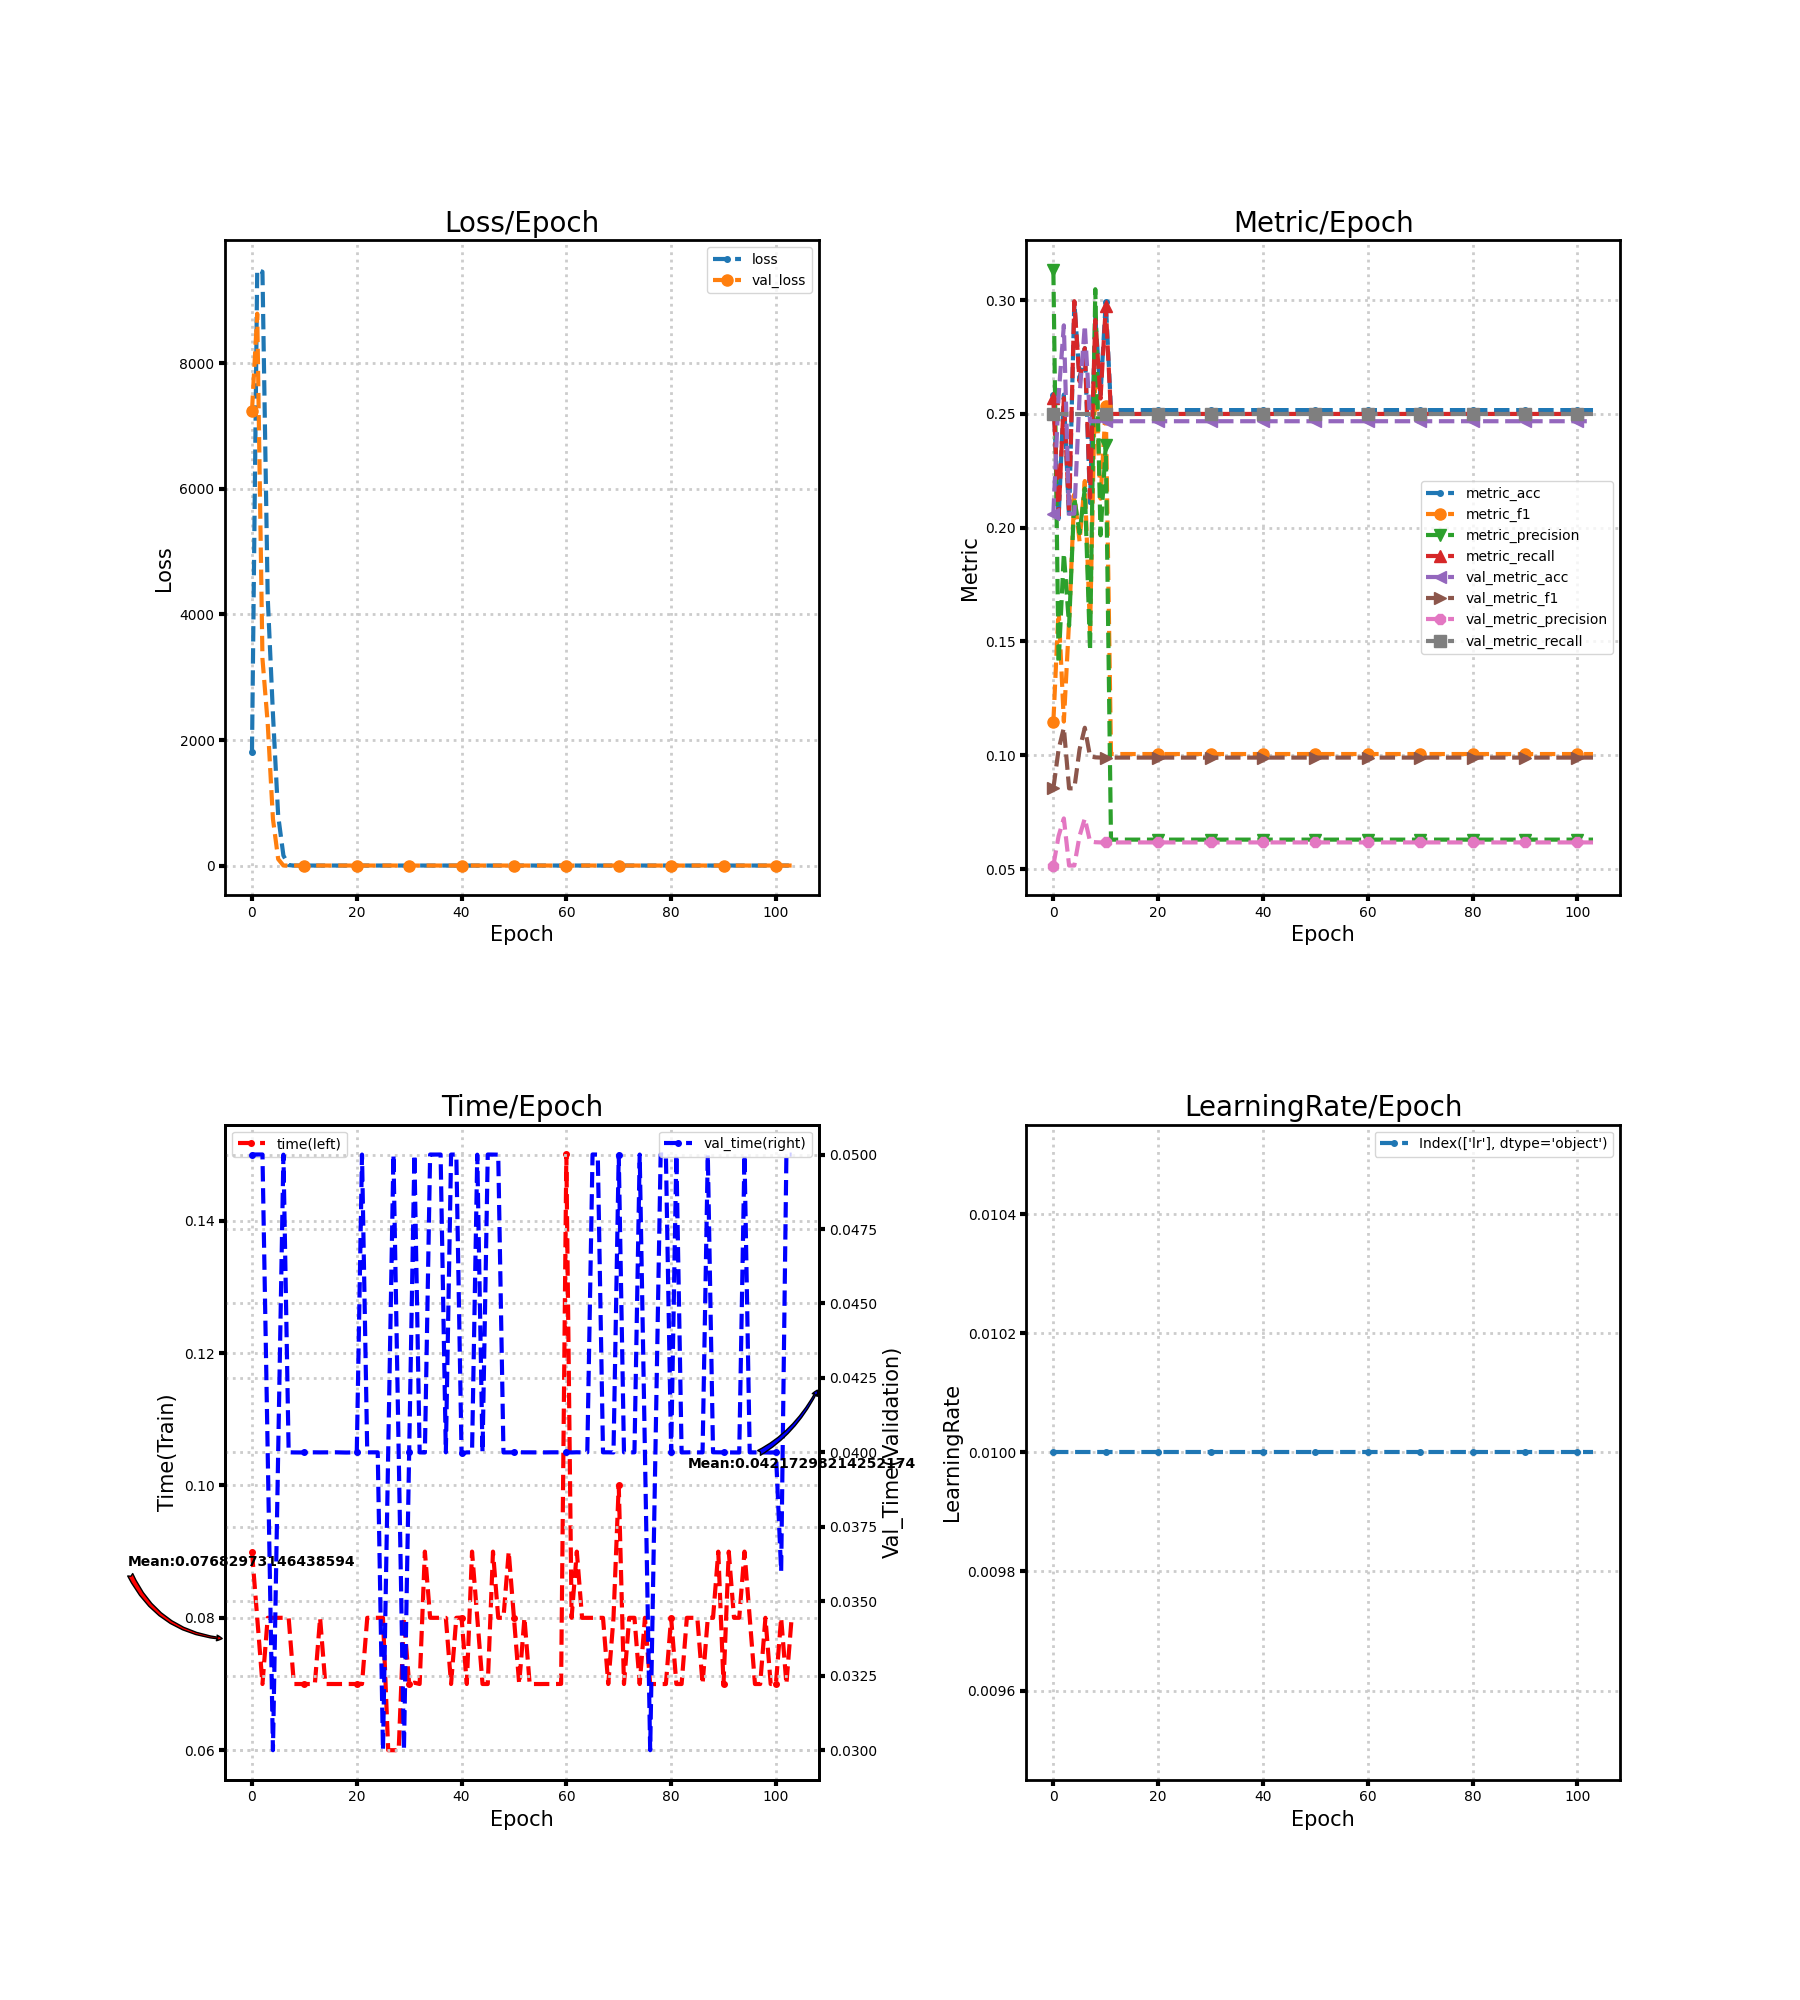 Loss/Epoch
loss
val_loss
8000
6000
4000
2000
0
Loss
0 20 40 60 80 100
Epoch
Metric/Epoch
0.30
0.25
0.20
0.15
0.10
0.05
Metric
metric_acc
metric_f1
metric_precision
metric_recall
val_metric_acc
val_metric_f1
val_metric_precision
val_metric_recall
0 20 40 60 80 100
Epoch
Time/Epoch
time(left)
val_time(right)
0.14
0.12
0.10
0.08
0.06
Time(Train)
0.0500
0.0475
0.0450
0.0425
0.0400
0.0375
0.0350
0.0325
0.0300
Val_Time(Validation)
Mean:0.04217298214252174
Mean:0.07682973146438594
0 20 40 60 80 100
Epoch
LearningRate/Epoch
Index(['lr'], dtype='object')
0.0104
0.0102
0.0100
0.0098
0.0096
LearningRate
0 20 40 60 80 100
Epoch